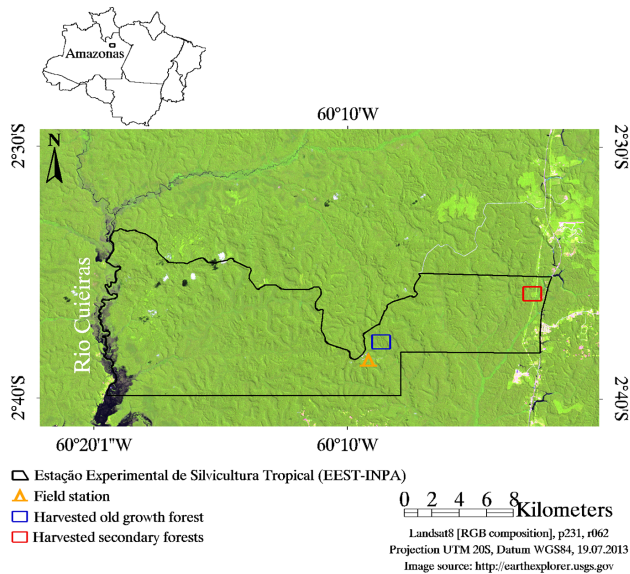 Amazonas
60°10'W
2°30'S
2°30'S
N
Rio Cuiéiras
2°40'S
2°40'S
60°20'1"W
60°10'W
Estação Experimental de Silvicultura Tropical (EEST-INPA)
Field station
Harvested old growth forest
Harvested secondary forests
0 1 2 4 6 8 Kilometers
Landsat8 [RGB composition], p231, r062
Projection UTM 20S, Datum WGS84, 19.07.2013
Image source: http://earthexplorer.usgs.gov